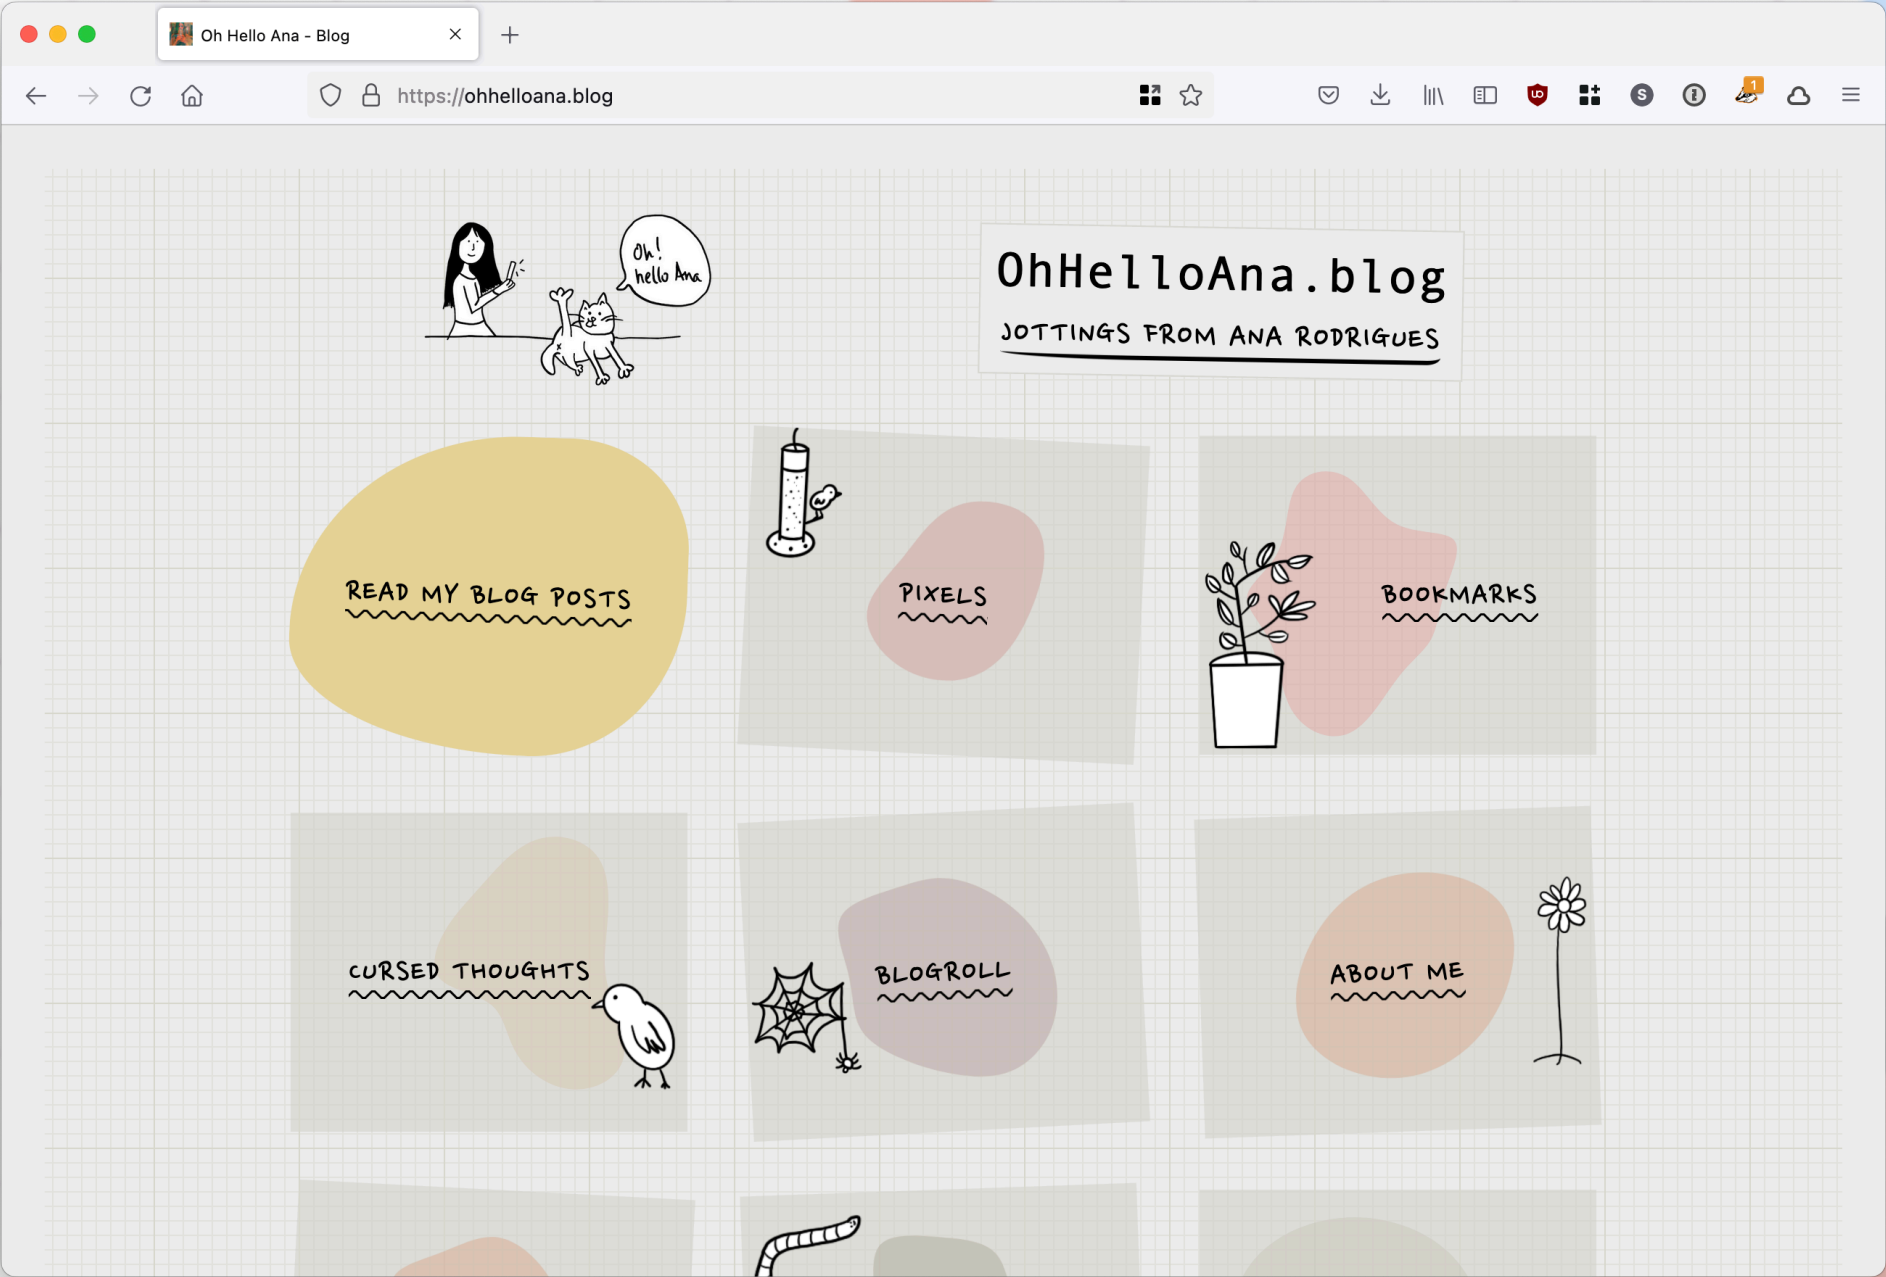 Oh Hello Ana - Blog
https://ohhelloana.blog
S
1
Oh!
hello Ana
OhHelloAna.blog
JOTTINGS FROM ANA RODRIGUES
READ MY BLOG POSTS
PIXELS
BOOKMARKS
CURSED THOUGHTS
BLOGROLL
ABOUT ME